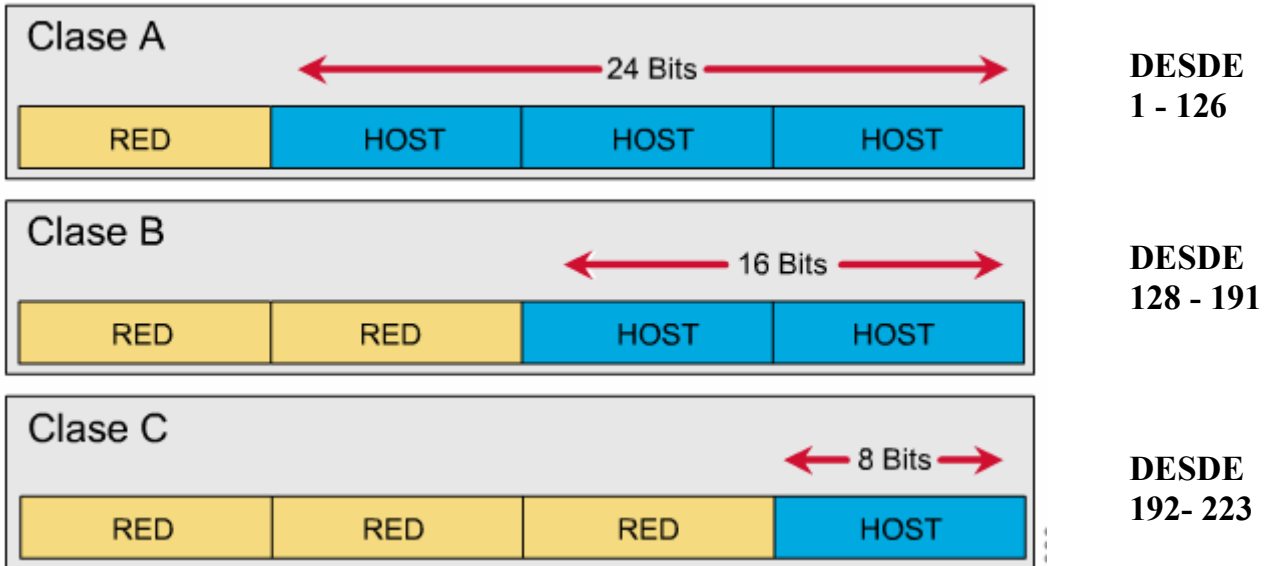 Clase A
24 Bits
RED HOST HOST HOST
DESDE
1 - 126
Clase B
16 Bits
RED RED HOST HOST
DESDE
128 - 191
Clase C
8 Bits
RED RED RED HOST
DESDE
192- 223